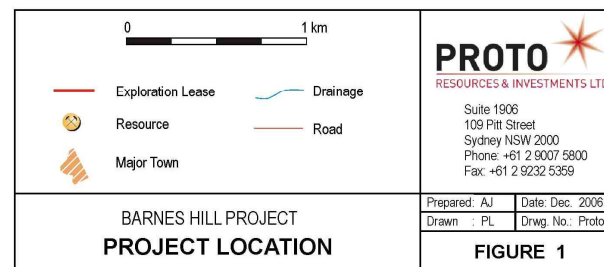 0 1 km
Exploration Lease Drainage
Resource Road
Major Town
BARNES HILL PROJECT
PROJECT LOCATION
PROTO
RESOURCES & INVESTMENTS LTD
Suite 1906
109 Pitt Street
Sydney NSW 2000
Phone: +61 2 9007 5800
Fax: +61 2 9232 5359
Prepared: AJ Date: Dec. 2006
Drawn : PL Drwg. No.: Proto
FIGURE 1